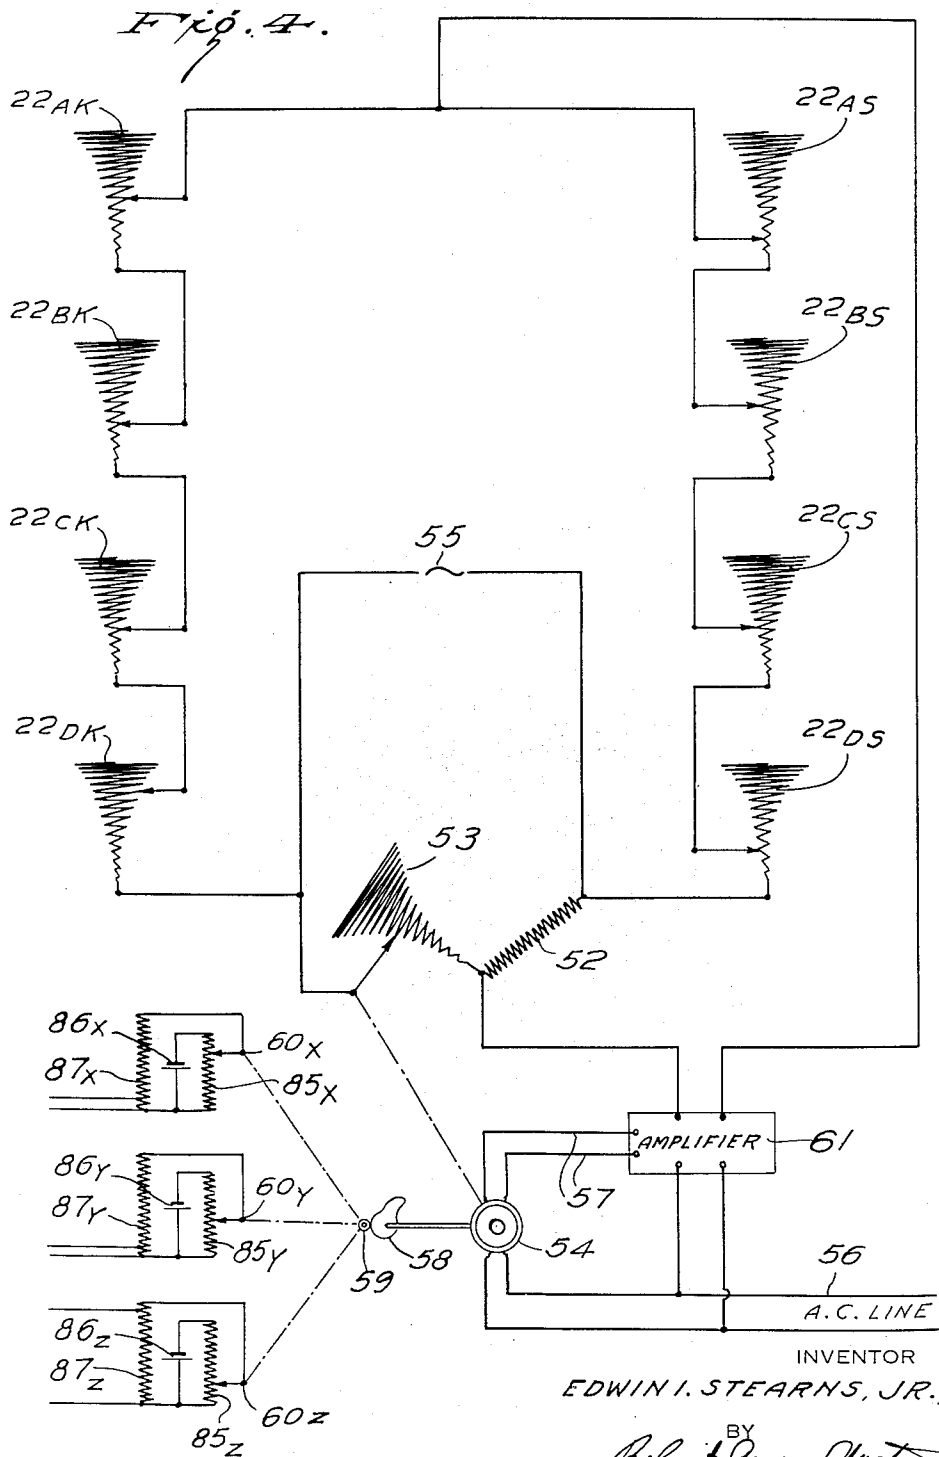 Fig. 4.
22AK
22AS
22BK
22BS
22CK
22CS
55
22DK
22DS
53
52
86X
60X
87X
85X
AMPLIFIER
61
57
86Y
60Y
87Y
85Y
59
58
54
56
A.C. LINE
86Z
87Z
60Z
85Z
INVENTOR
EDWIN I. STEARNS, JR.,
BY